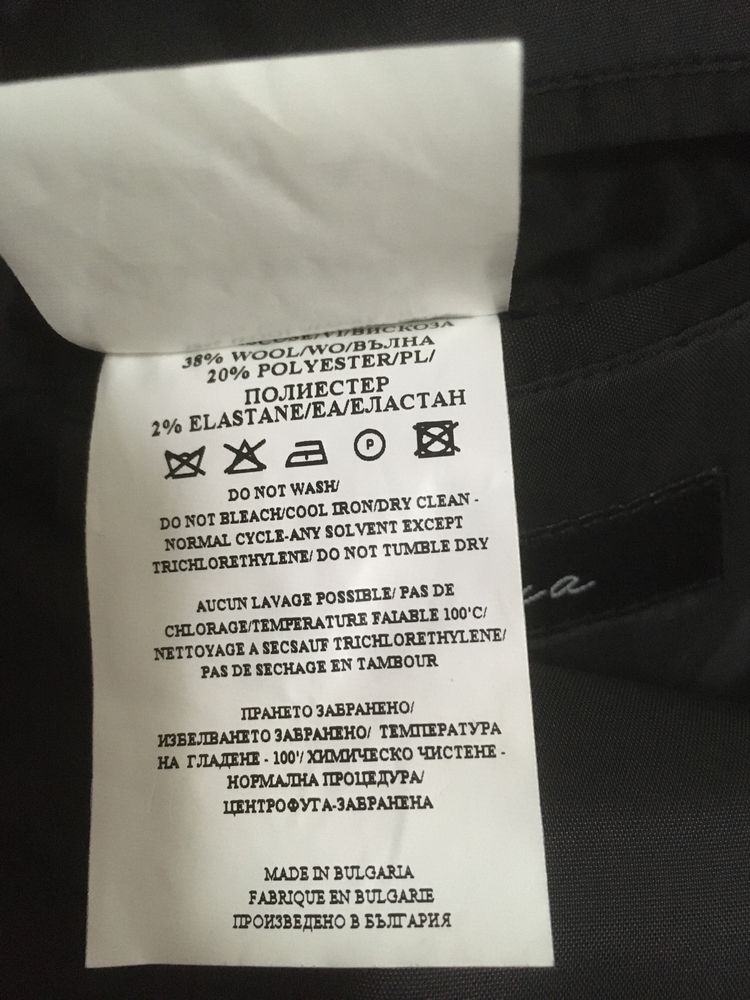 38% WOOL/WO/ВЪЛНА
20% POLYESTER/PL/
ПОЛИЕСТЕР
2% ELASTANE/EA/ЕЛАСТАН
P
DO NOT WASH/
DO NOT BLEACH/COOL IRON/DRY CLEAN -
NORMAL CYCLE-ANY SOLVENT EXCEPT
TRICHLORETHYLENE/ DO NOT TUMBLE DRY
AUCUN LAVAGE POSSIBLE/ PAS DE
CHLORAGE/TEMPERATURE FAIABLE 100'C/
NETTOYAGE A SECSAUF TRICHLORETHYLENE/
PAS DE SECHAGE EN TAMBOUR
ПРАНЕТО ЗАБРАНЕНО/
ИЗБЕЛВАНЕТО ЗАБРАНЕНО/ ТЕМПЕРАТУРА
НА ГЛАДЕНЕ - 100'/ ХИМИЧЕСКО ЧИСТЕНЕ -
НОРМАЛНА ПРОЦЕДУРА/
ЦЕНТРОФУГА-ЗАБРАНЕНА
MADE IN BULGARIA
FABRIQUE EN BULGARIE
ПРОИЗВЕДЕНО В БЪЛГАРИЯ